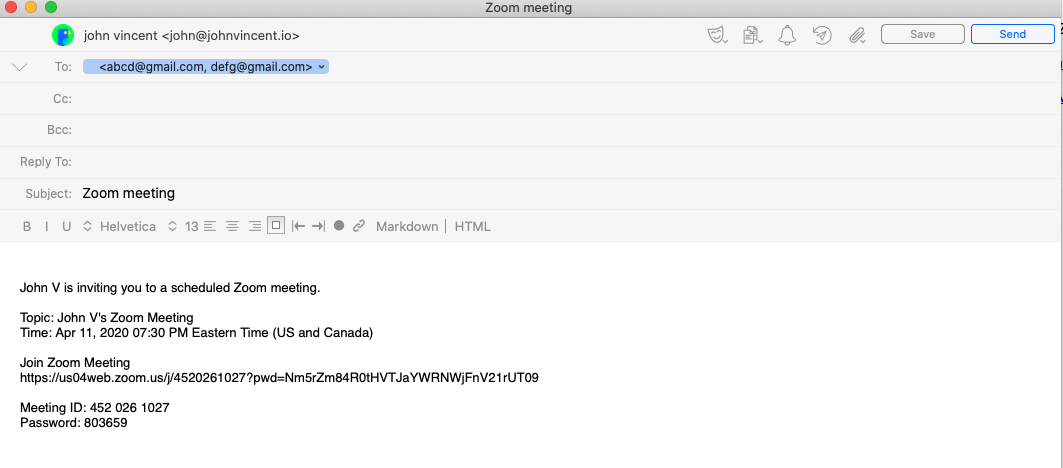 Zoom meeting
john vincent <john@johnvincent.io>
Save
Send
To: <abcd@gmail.com, defg@gmail.com>
Cc:
Bcc:
Reply To:
Subject: Zoom meeting
B I U Helvetica 13 Markdown | HTML
John V is inviting you to a scheduled Zoom meeting.
Topic: John V's Zoom Meeting
Time: Apr 11, 2020 07:30 PM Eastern Time (US and Canada)
Join Zoom Meeting
https://us04web.zoom.us/j/4520261027?pwd=Nm5rZm84R0tHVTJaYWRNWjFnV21rUT09
Meeting ID: 452 026 1027
Password: 803659